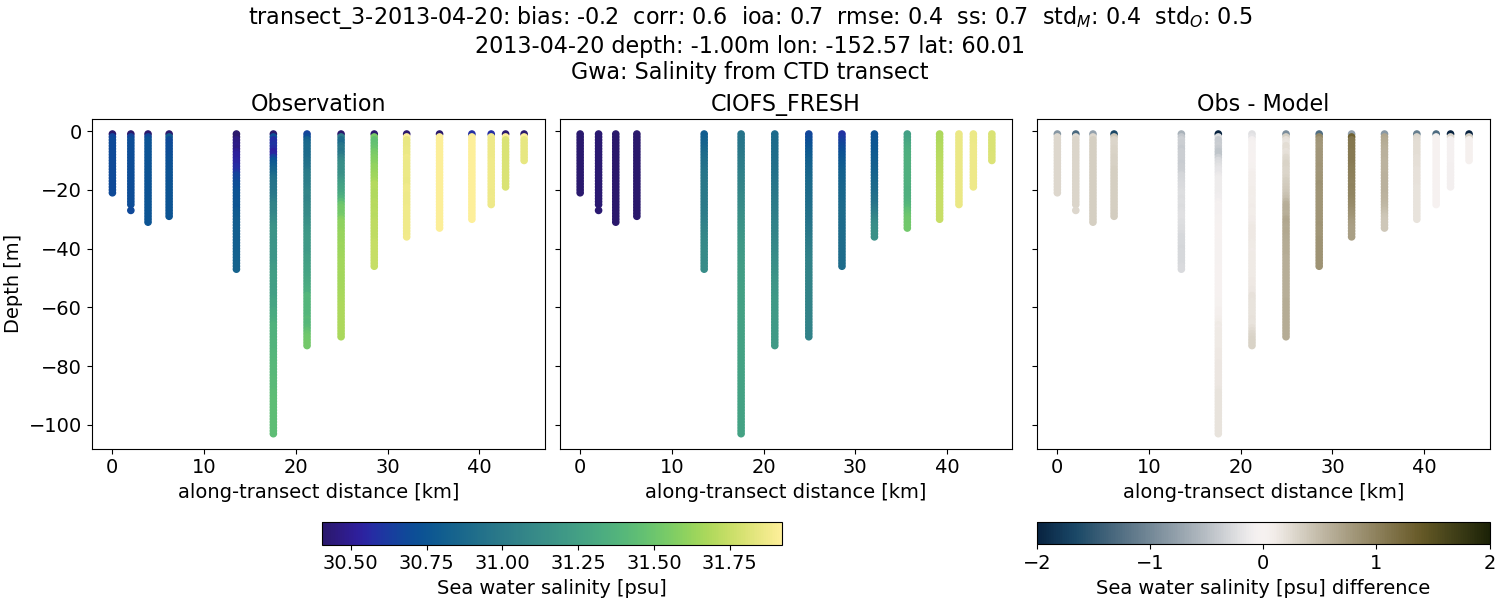 transect_3-2013-04-20: bias: -0.2 corr: 0.6 ioa: 0.7 rmse: 0.4 ss: 0.7 std_M: 0.4 std_O: 0.5
2013-04-20 depth: -1.00m lon: -152.57 lat: 60.01
Gwa: Salinity from CTD transect
Observation CIOFS_FRESH Obs - Model
0
−20
−40
−60
−80
−100
Depth [m]
0 10 20 30 40 0 10 20 30 40 0 10 20 30 40
along-transect distance [km] along-transect distance [km] along-transect distance [km]
30.50 30.75 31.00 31.25 31.50 31.75 −2 −1 0 1 2
Sea water salinity [psu] Sea water salinity [psu] difference